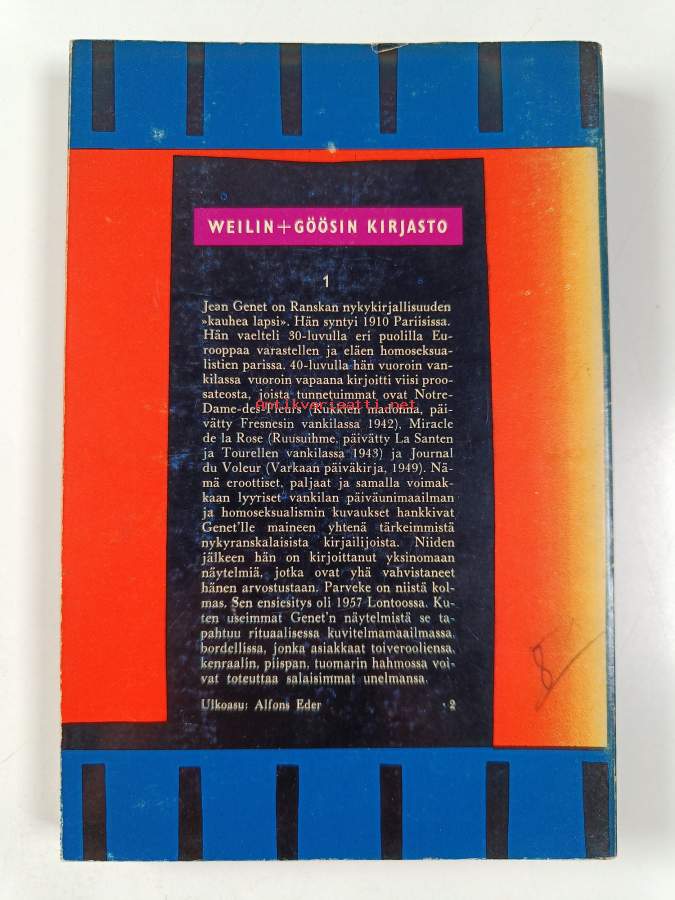 WEILIN+GÖÖSIN KIRJASTO
1
Jean Genet on Ranskan nykykirjallisuuden
»kauhea lapsi». Hän syntyi 1910 Pariisissa.
Hän vaelteli 30-luvulla eri puolilla Eu-
rooppaa varastellen ja eläen homoseksua-
listien parissa. 40-luvulla hän vuoroin van-
kilassa vuoroin vapaana kirjoitti viisi proo-
sateosta, joista tunnetuimmat ovat Notre-
antikvariaatti.net
Dame-des-Fleurs (Kukkien madonna, päi-
vätty Fresnesin vankilassa 1942), Miracle
de la Rose (Ruusuihme, päivätty La Santen
ja Tourellen vankilassa 1943) ja Journal
du Voleur (Varkaan päiväkirja, 1949). Nä-
mä eroottiset, paljaat ja samalla voimak-
kaan lyyriset vankilan päiväunimaailman
ja homoseksualismin kuvaukset hankkivat
Genet'lle maineen yhtenä tärkeimmistä
nykyranskalaisista kirjailijoista. Niiden
jälkeen hän on kirjoittanut yksinomaan
näytelmiä, jotka ovat yhä vahvistaneet
hänen arvostustaan. Parveke on niistä kol-
mas. Sen ensiesitys oli 1957 Lontoossa. Ku-
ten useimmat Genet'n näytelmistä se ta-
pahtuu rituaalisessa kuvitelmamaailmassa,
bordellissa, jonka asiakkaat toiverooliensa,
kenraalin, piispan, tuomarin hahmossa voi-
vat toteuttaa salaisimmat unelmansa.
Ulkoasu: Alfons Eder 2
8